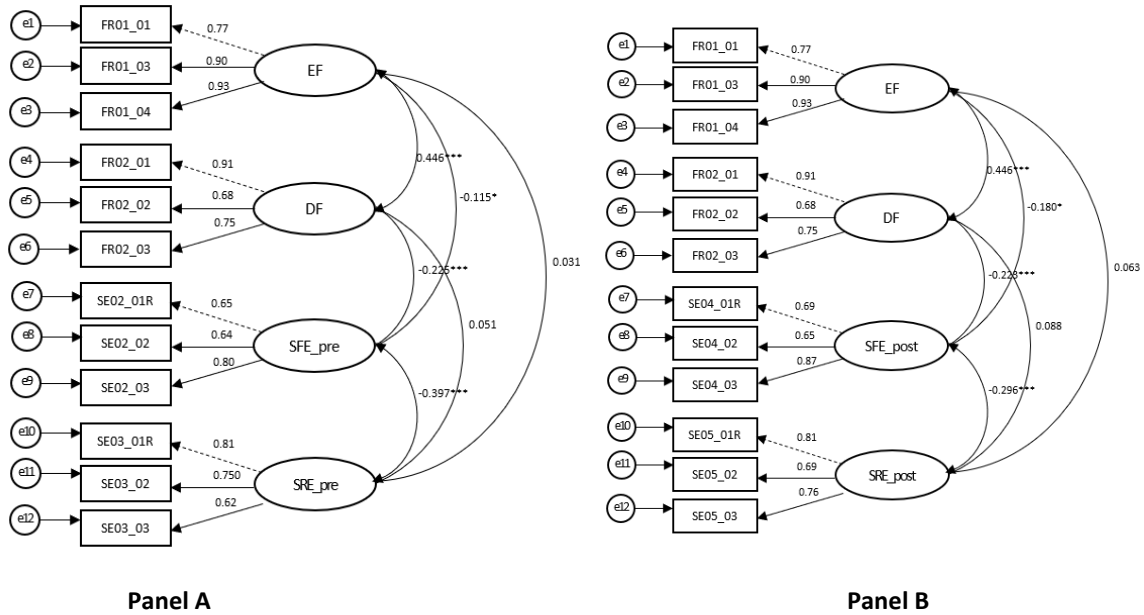 e1 FR01_01 0.77
e2 FR01_03 0.90 EF
e3 FR01_04 0.93
e4 FR02_01 0.91 0.446***
e5 FR02_02 0.68 DF -0.115*
e6 FR02_03 0.75
e7 SE02_01R 0.65 -0.225*** 0.031
e8 SE02_02 0.64 SFE_pre 0.051
e9 SE02_03 0.80
e10 SE03_01R 0.81 -0.397***
e11 SE03_02 0.750 SRE_pre
e12 SE03_03 0.62
Panel A
e1 FR01_01 0.77
e2 FR01_03 0.90 EF
e3 FR01_04 0.93
e4 FR02_01 0.91 0.446***
e5 FR02_02 0.68 DF -0.180*
e6 FR02_03 0.75 0.063
e7 SE04_01R 0.69 -0.223***
e8 SE04_02 0.65 SFE_post 0.088
e9 SE04_03 0.87
e10 SE05_01R 0.81 -0.296***
e11 SE05_02 0.69 SRE_post
e12 SE05_03 0.76
Panel B